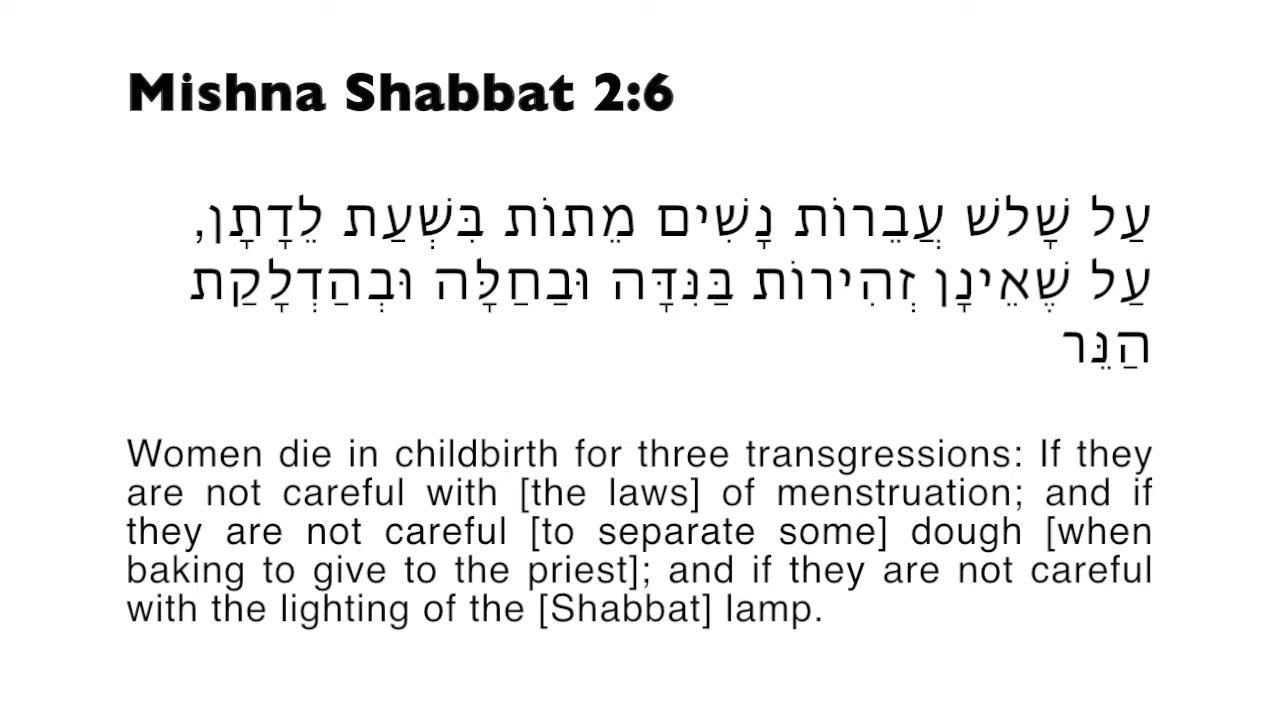 Mishna Shabbat 2:6
עַל שָׁלשׁ עֲבֵרוֹת נָשִׁים מֵתוֹת בִּשְׁעַת לֵדָתָן,
עַל שֶׁאֵינָן זְהִירוֹת בַּנִּדָּה וּבַחַלָּה וּבְהַדְלָקַת
הַנֵּר
Women die in childbirth for three transgressions: If they
are not careful with [the laws] of menstruation; and if
they are not careful [to separate some] dough [when
baking to give to the priest]; and if they are not careful
with the lighting of the [Shabbat] lamp.